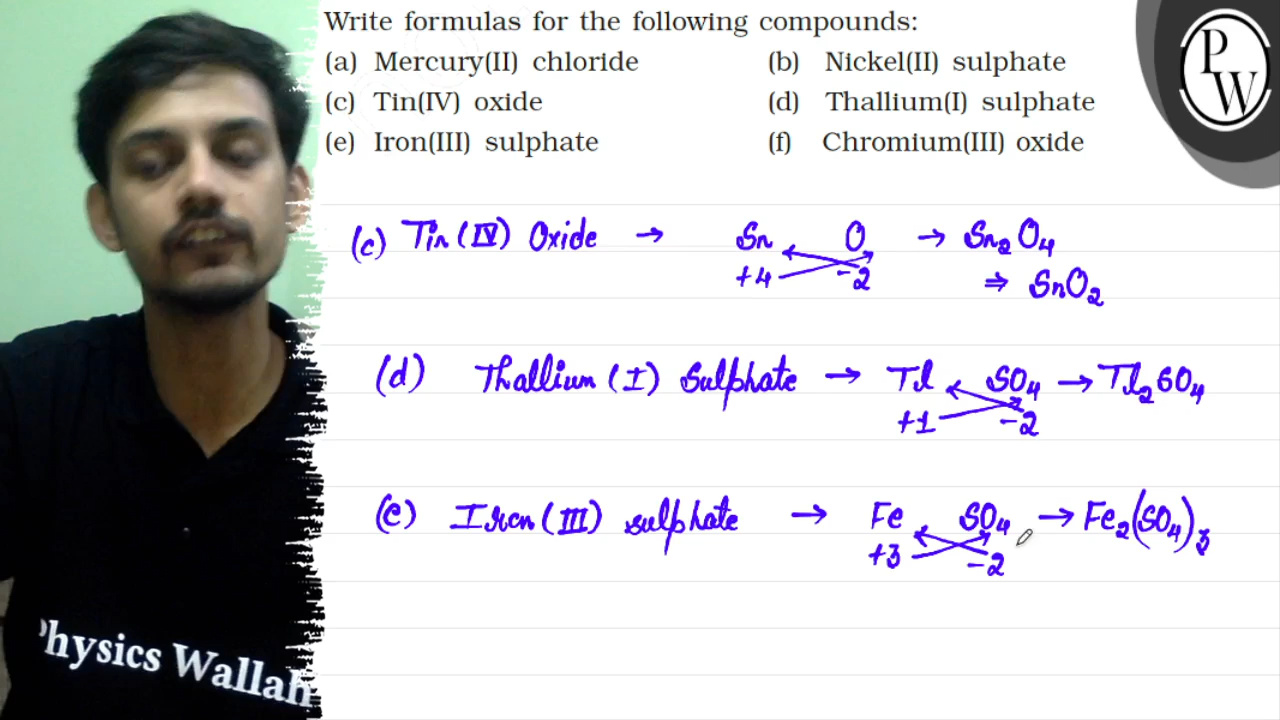 Write formulas for the following compounds:
(a) Mercury(II) chloride (b) Nickel(II) sulphate
(c) Tin(IV) oxide (d) Thallium(I) sulphate
(e) Iron(III) sulphate (f) Chromium(III) oxide
P
W
(c) Tin (IV) Oxide → Sn O → Sn₂O₄
+4 -2 ⇒ SnO₂
(d) Thallium (I) Sulphate → Tl SO₄ → Tl₂SO₄
+1 -2
(e) Iron (III) sulphate → Fe SO₄ → Fe₂(SO₄)₃
+3 -2
Physics Wallah